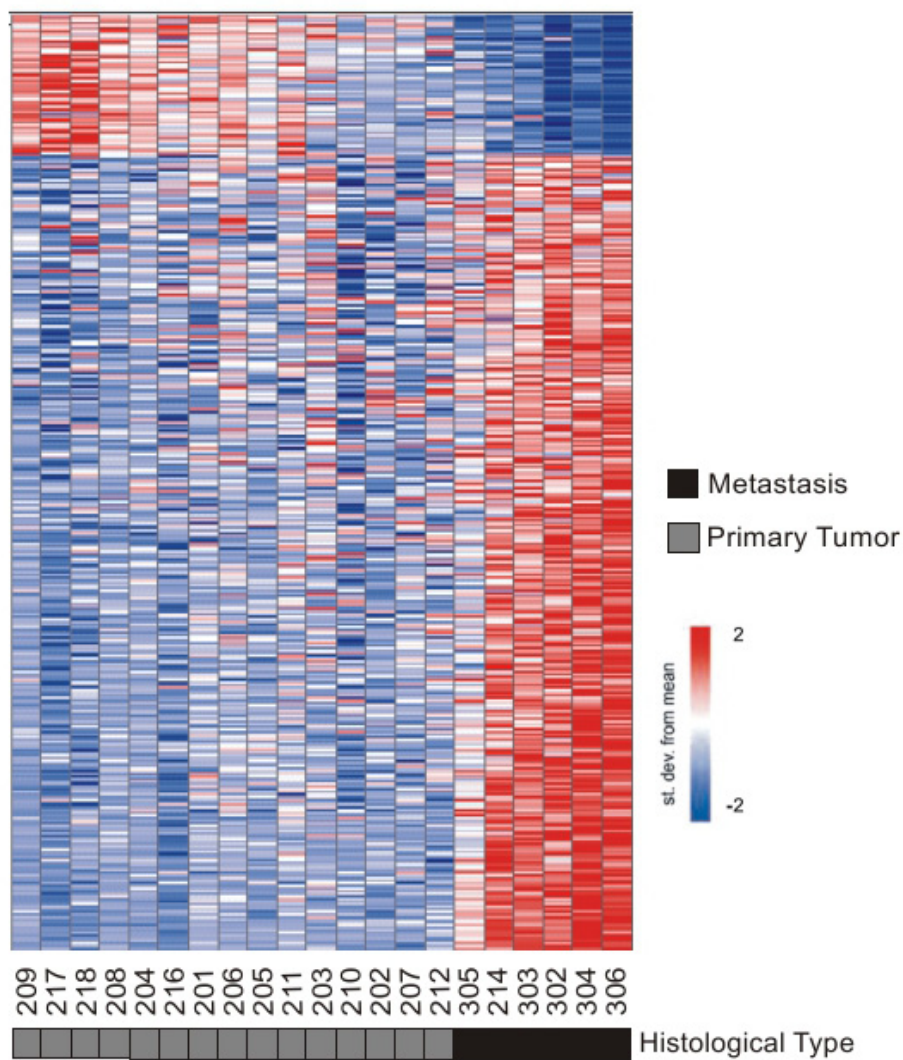 Metastasis
Primary Tumor
2
st. dev. from mean
-2
209 217 218 208 204 216 201 206 205 211 203 210 202 207 212 305 214 303 302 304 306
Histological Type